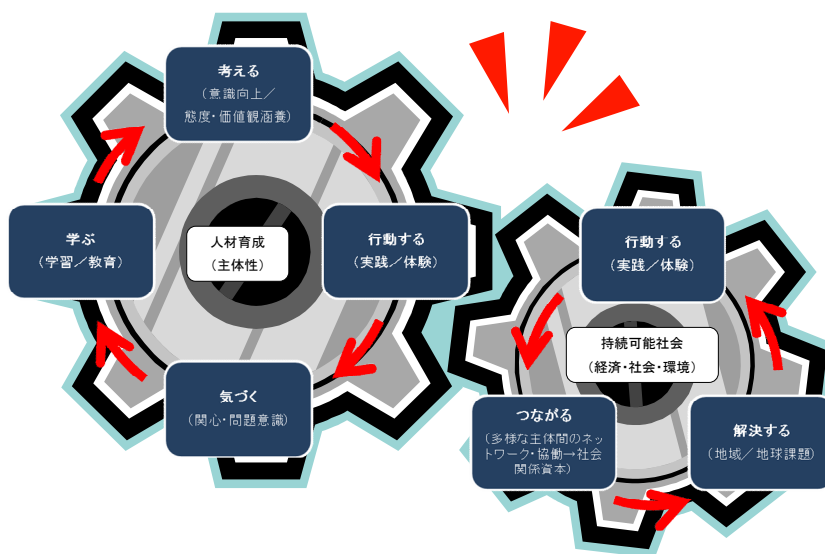 考える
(意識向上／
態度・価値観涵養)
学ぶ
(学習／教育)
人材育成
(主体性)
行動する
(実践／体験)
気づく
(関心・問題意識)
行動する
(実践／体験)
持続可能社会
(経済・社会・環境)
つながる
(多様な主体間のネッ
トワーク・協働→社会
関係資本)
解決する
(地域／地球課題)